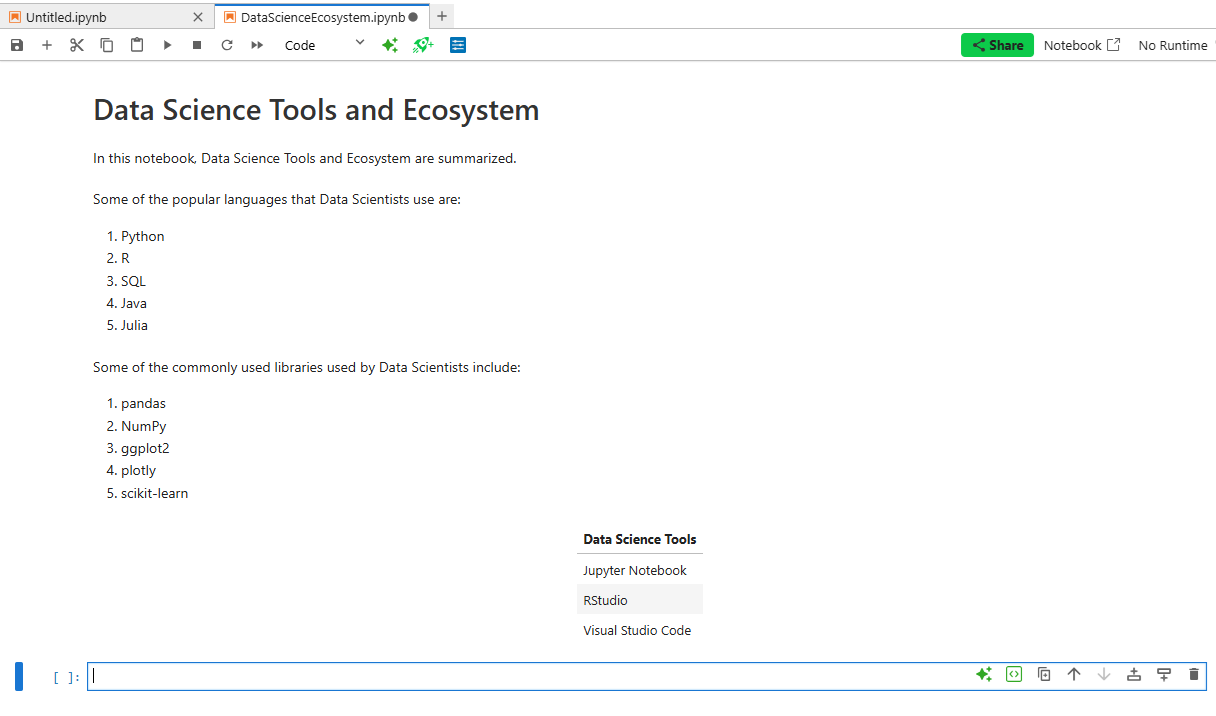 Untitled.ipynb
DataScienceEcosystem.ipynb
Code
Share
Notebook
No Runtime
Data Science Tools and Ecosystem
In this notebook, Data Science Tools and Ecosystem are summarized.
Some of the popular languages that Data Scientists use are:
1. Python
2. R
3. SQL
4. Java
5. Julia
Some of the commonly used libraries used by Data Scientists include:
1. pandas
2. NumPy
3. ggplot2
4. plotly
5. scikit-learn
Data Science Tools
Jupyter Notebook
RStudio
Visual Studio Code
[ ]: